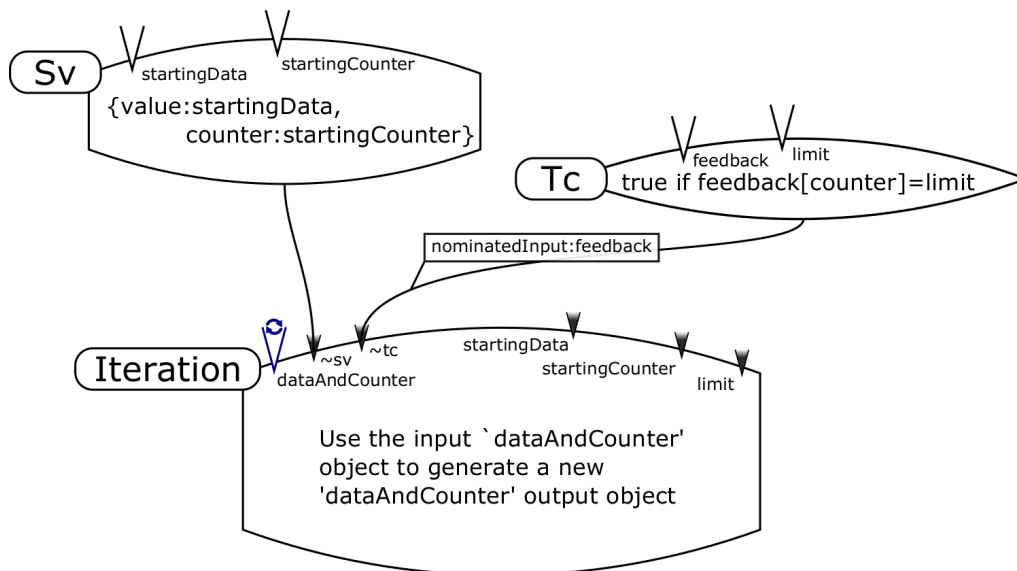 Sv
startingData
startingCounter
{value:startingData,
counter:startingCounter}
Tc
feedback
limit
true if feedback[counter]=limit
nominatedInput:feedback
Iteration
dataAndCounter
~sv
~tc
startingData
startingCounter
limit
Use the input `dataAndCounter'
object to generate a new
'dataAndCounter' output object